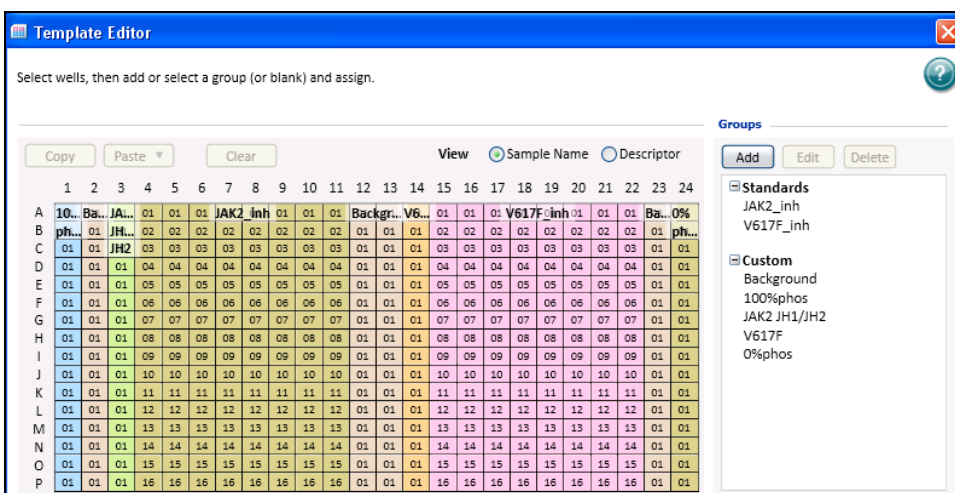 Template Editor
Select wells, then add or select a group (or blank) and assign.
Groups
Copy Paste Clear View Sample Name Descriptor
Add Edit Delete
1 2 3 4 5 6 7 8 9 10 11 12 13 14 15 16 17 18 19 20 21 22 23 24
A 10... Ba... JA... 01 01 01 JAK2_inh 01 01 Backgr... V6... 01 01 01 V617F_inh 01 01 01 Ba... 0%
B ph... 01 JH... 02 02 02 02 02 02 02 02 01 01 01 02 02 02 02 02 02 02 02 01 ph...
C 01 01 JH2 03 03 03 03 03 03 03 03 01 01 01 03 03 03 03 03 03 03 03 01 01
D 01 01 01 04 04 04 04 04 04 04 04 01 01 01 04 04 04 04 04 04 04 04 01 01
E 01 01 01 05 05 05 05 05 05 05 05 01 01 01 05 05 05 05 05 05 05 05 01 01
F 01 01 01 06 06 06 06 06 06 06 06 01 01 01 06 06 06 06 06 06 06 06 01 01
G 01 01 01 07 07 07 07 07 07 07 07 01 01 01 07 07 07 07 07 07 07 07 01 01
H 01 01 01 08 08 08 08 08 08 08 08 01 01 01 08 08 08 08 08 08 08 08 01 01
I 01 01 01 09 09 09 09 09 09 09 09 01 01 01 09 09 09 09 09 09 09 09 01 01
J 01 01 01 10 10 10 10 10 10 10 10 01 01 01 10 10 10 10 10 10 10 10 01 01
K 01 01 01 11 11 11 11 11 11 11 11 01 01 01 11 11 11 11 11 11 11 11 01 01
L 01 01 01 12 12 12 12 12 12 12 12 01 01 01 12 12 12 12 12 12 12 12 01 01
M 01 01 01 13 13 13 13 13 13 13 13 01 01 01 13 13 13 13 13 13 13 13 01 01
N 01 01 01 14 14 14 14 14 14 14 14 01 01 01 14 14 14 14 14 14 14 14 01 01
O 01 01 01 15 15 15 15 15 15 15 15 01 01 01 15 15 15 15 15 15 15 15 01 01
P 01 01 01 16 16 16 16 16 16 16 16 01 01 01 16 16 16 16 16 16 16 16 01 01
Standards
JAK2_inh
V617F_inh
Custom
Background
100%phos
JAK2 JH1/JH2
V617F
0%phos